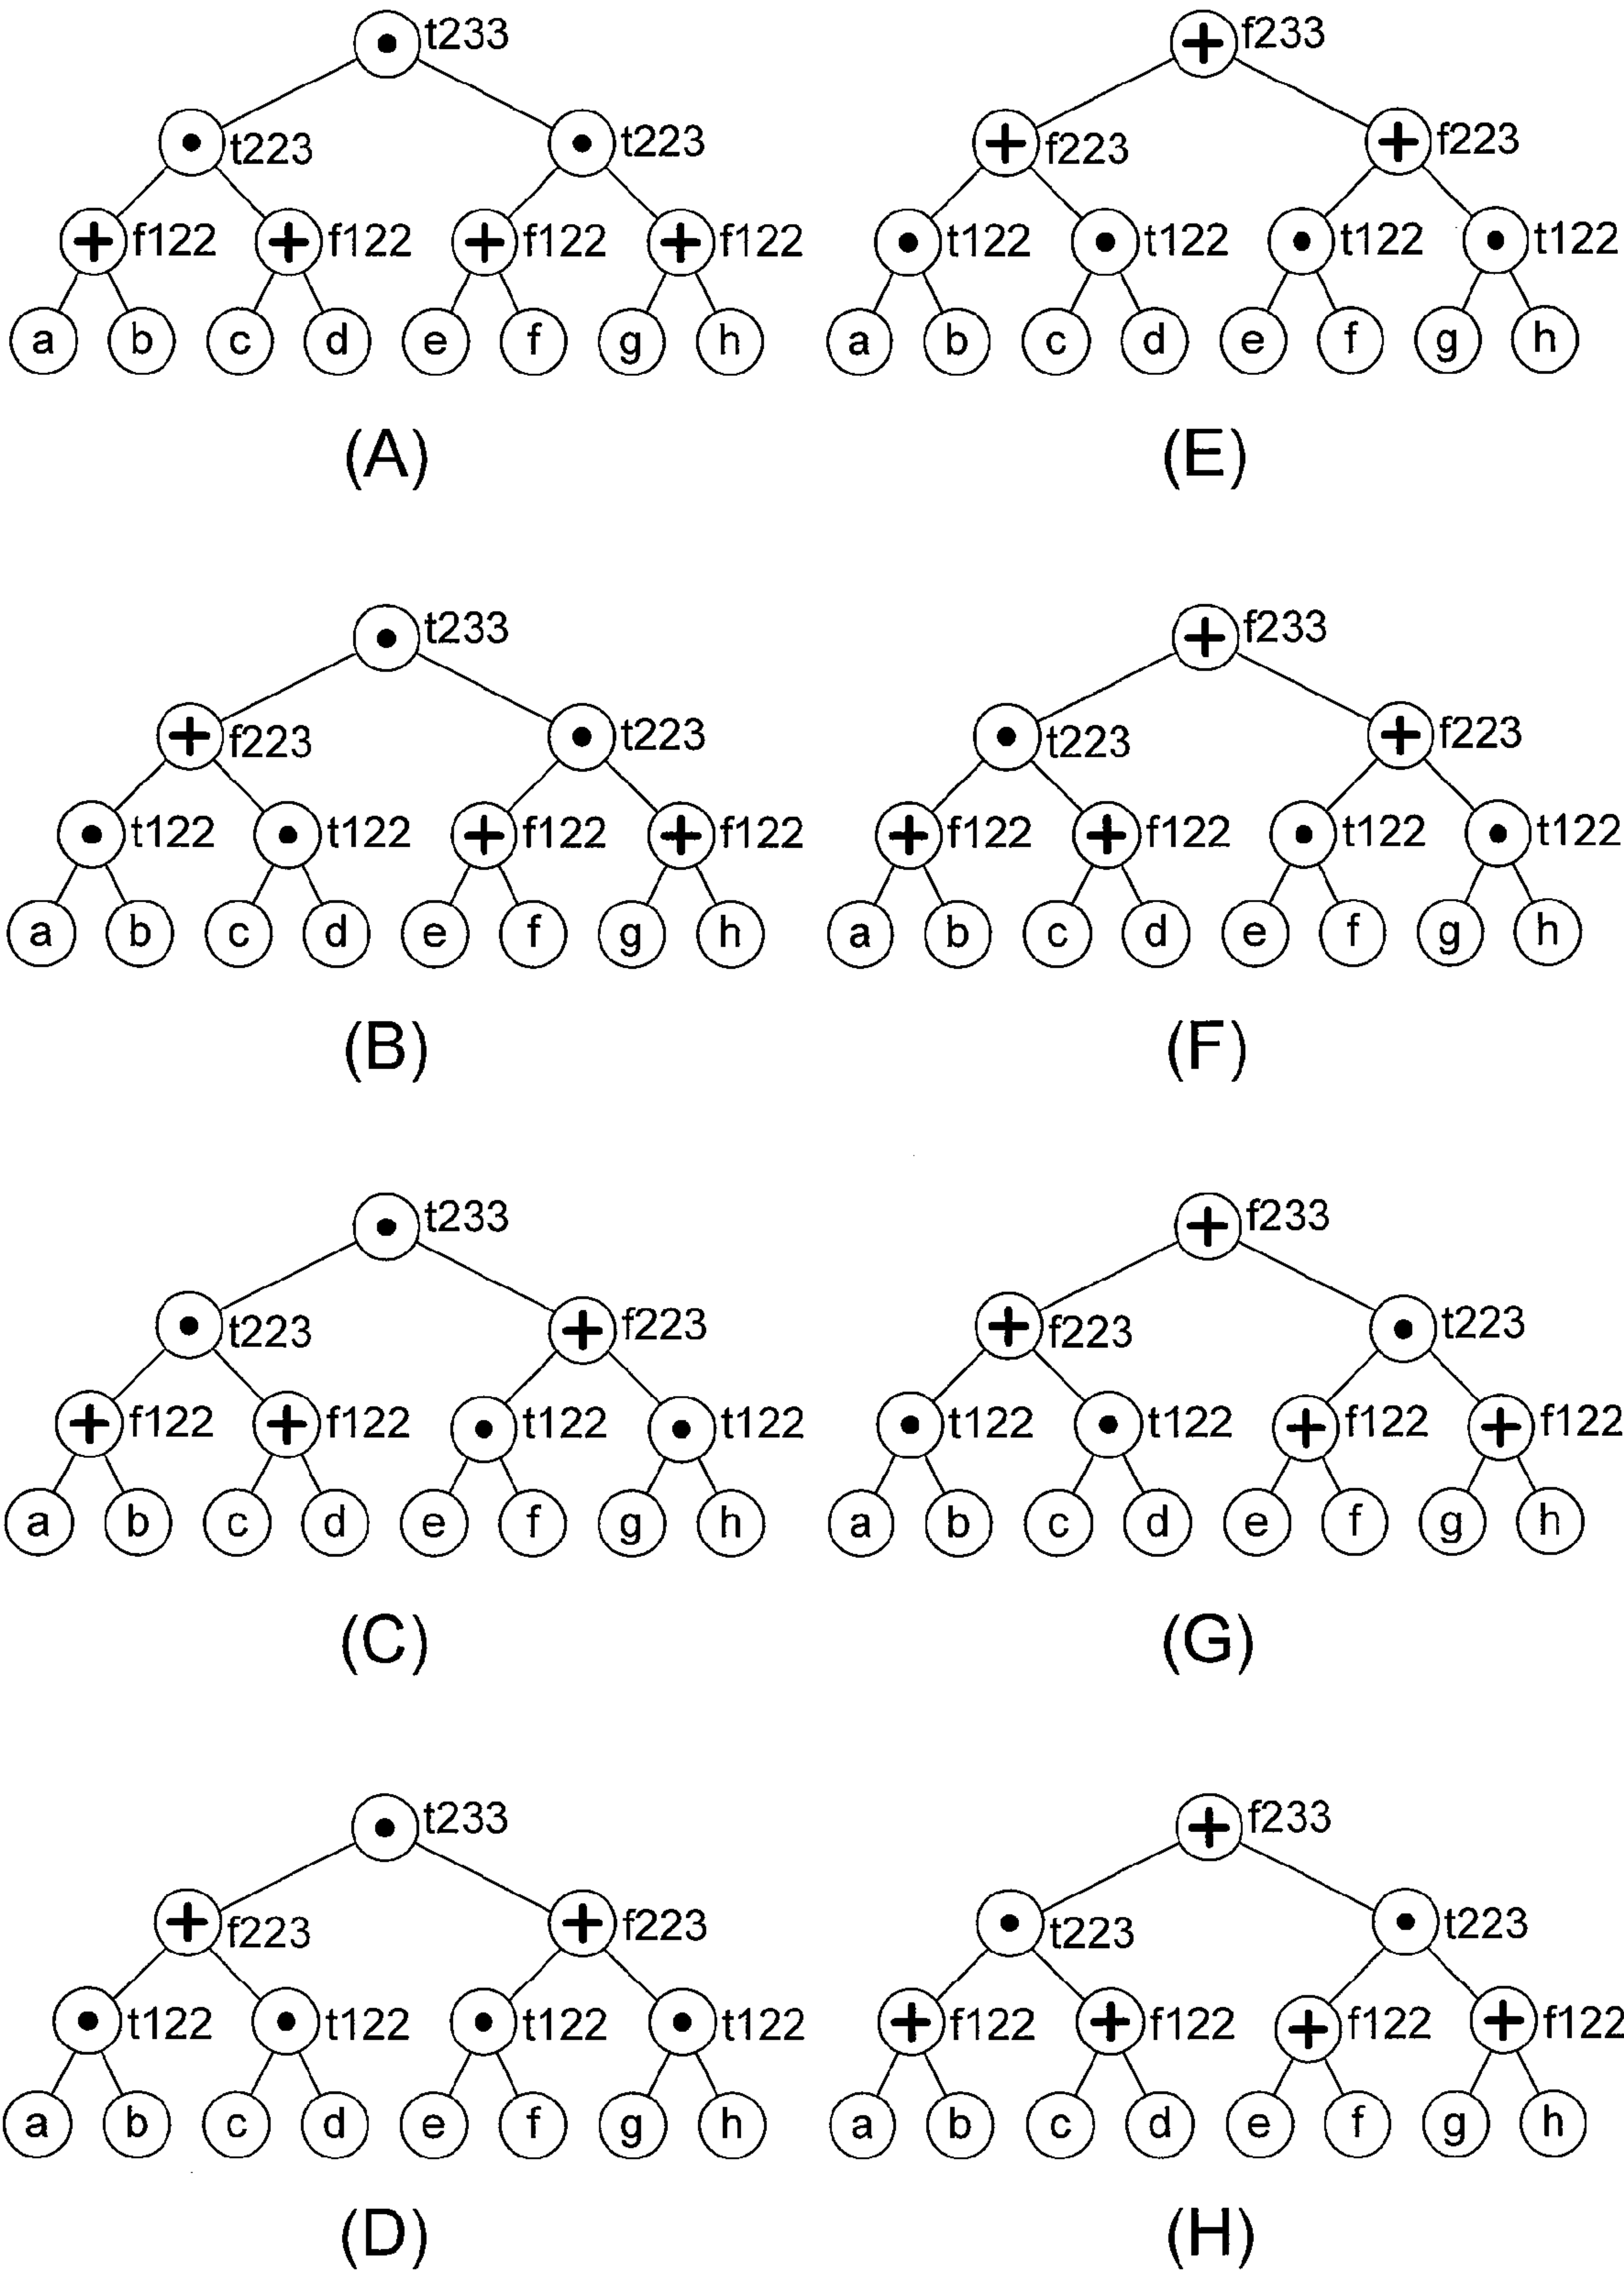 t233
t223 t223
f122 f122 f122 f122
a b c d e f g h
(A)
f233
f223 f223
t122 t122 t122 t122
a b c d e f g h
(E)
t233
f223 t223
t122 t122 f122 f122
a b c d e f g h
(B)
f233
t223 f223
f122 f122 t122 t122
a b c d e f g h
(F)
t233
t223 f223
f122 f122 t122 t122
a b c d e f g h
(C)
f233
f223 t223
t122 t122 f122 f122
a b c d e f g h
(G)
t233
f223 f223
t122 t122 t122 t122
a b c d e f g h
(D)
f233
t223 t223
f122 f122 f122 f122
a b c d e f g h
(H)